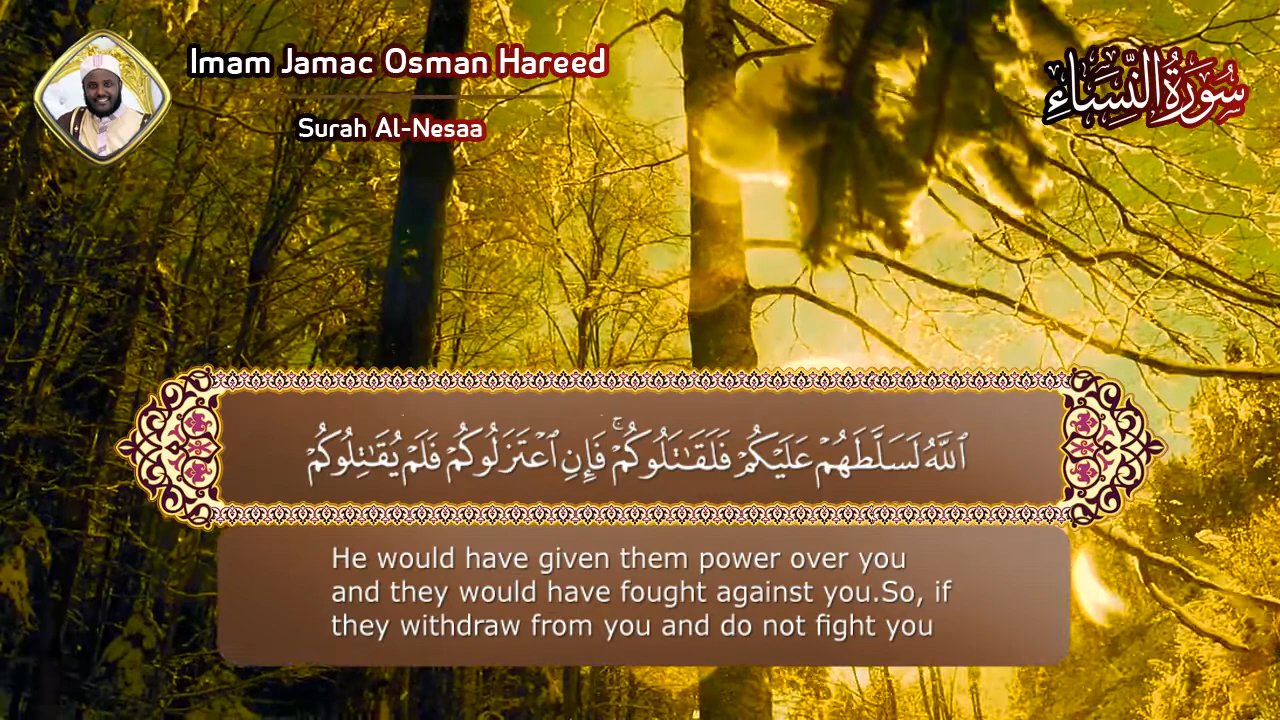 Imam Jamac Osman Hareed
Surah Al-Nesaa
سُورَةُ النِّسَاءِ
ٱللَّهُ لَسَلَّطَهُمْ عَلَيْكُمْ فَلَقَـٰتَلُوكُمْ ۚ فَإِنِ ٱعْتَزَلُوكُمْ فَلَمْ يُقَـٰتِلُوكُمْ
He would have given them power over you
and they would have fought against you.So, if
they withdraw from you and do not fight you